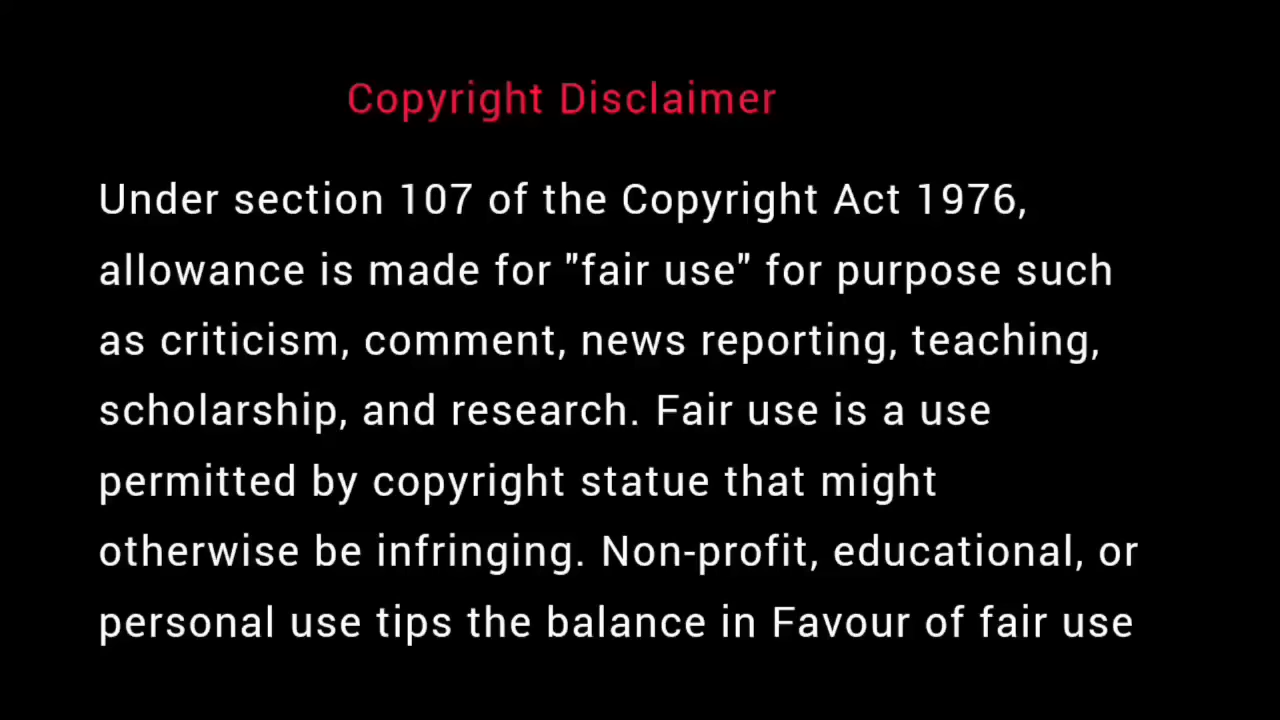 Copyright Disclaimer
Under section 107 of the Copyright Act 1976,
allowance is made for "fair use" for purpose such
as criticism, comment, news reporting, teaching,
scholarship, and research. Fair use is a use
permitted by copyright statue that might
otherwise be infringing. Non-profit, educational, or
personal use tips the balance in Favour of fair use